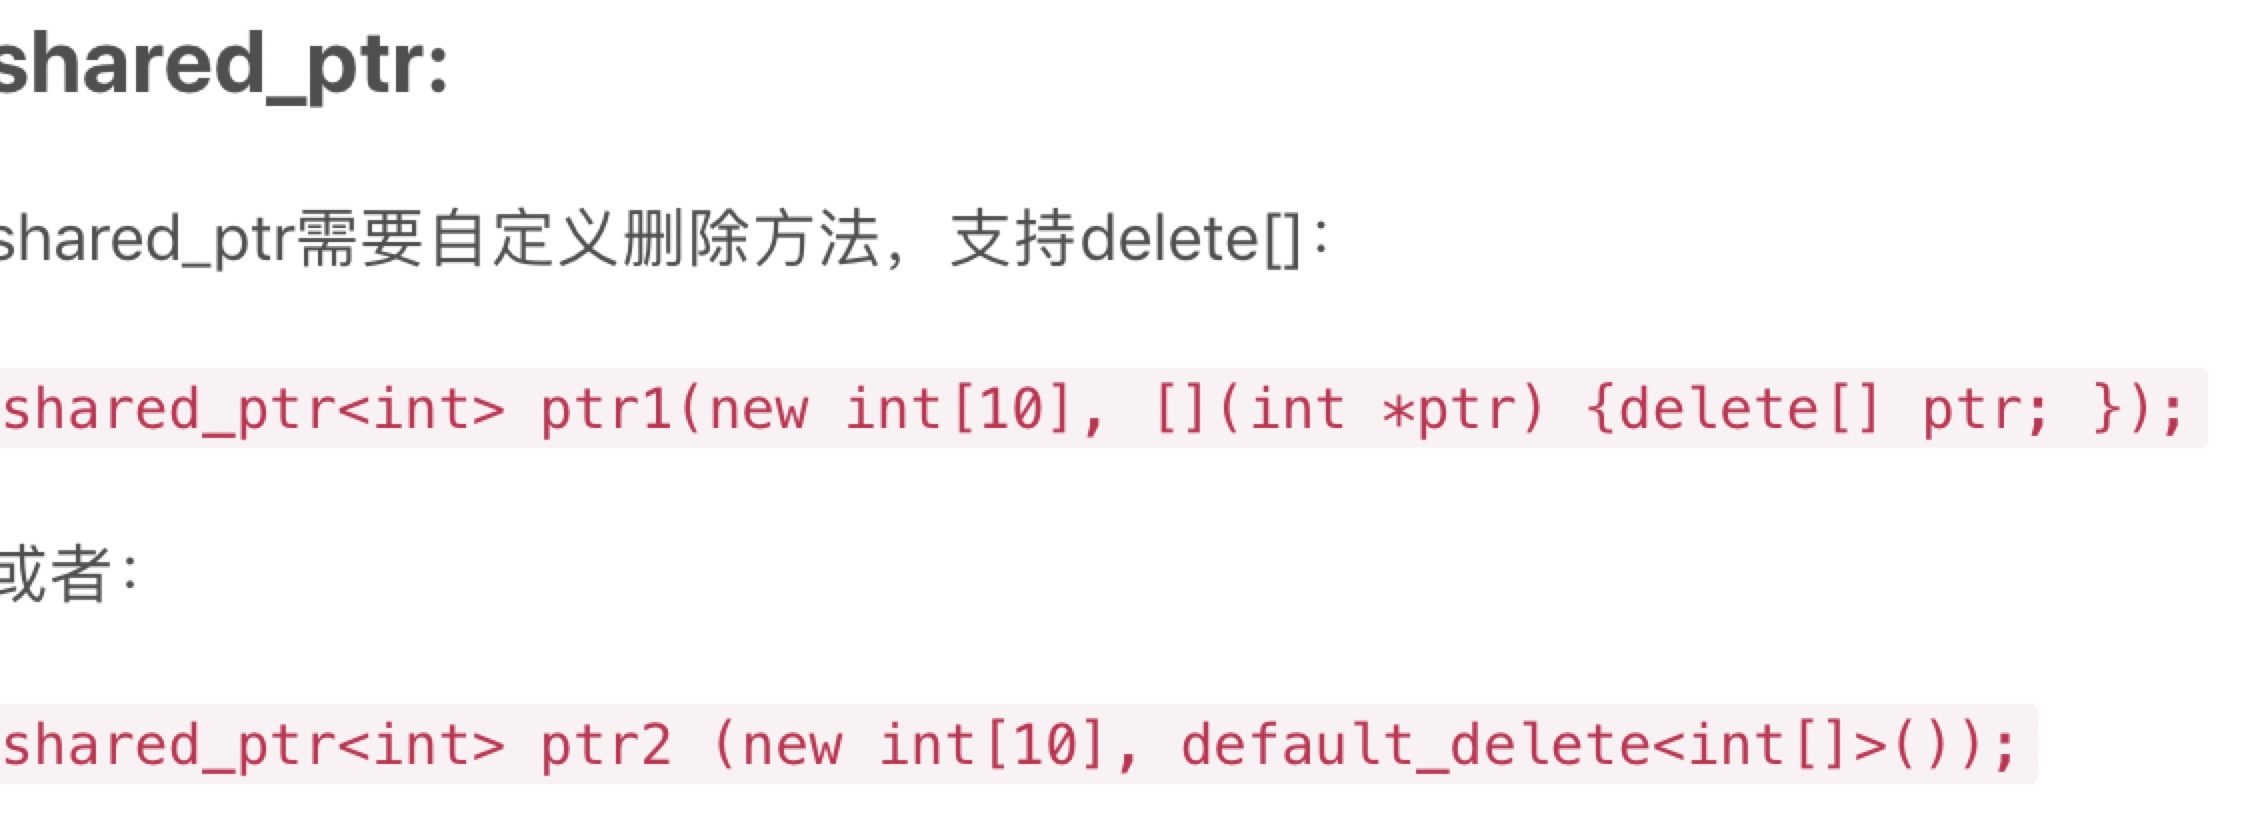 shared_ptr:
shared_ptr需要自定义删除方法，支持delete[]：
shared_ptr<int> ptr1(new int[10], [](int *ptr) {delete[] ptr; });
或者：
shared_ptr<int> ptr2 (new int[10], default_delete<int[]>());